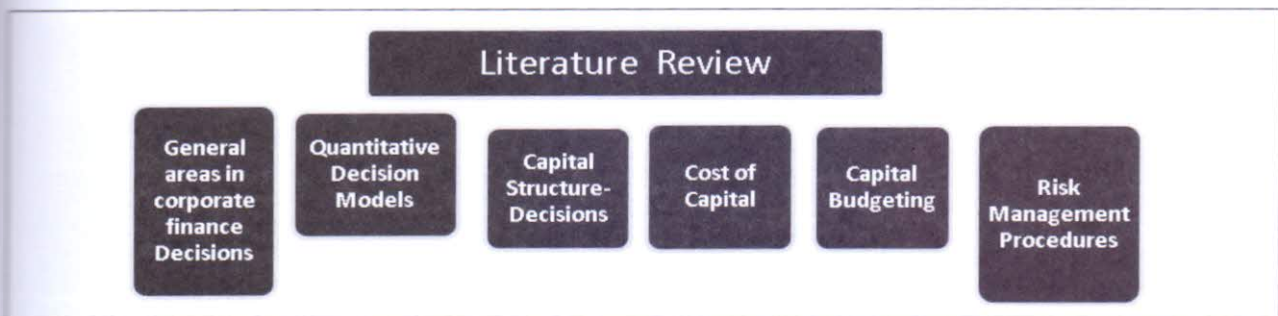 Literature Review
General
areas in
corporate
finance
Decisions
Quantitative
Decision
Models
Capital
Structure-
Decisions
Cost of
Capital
Capital
Budgeting
Risk
Management
Procedures